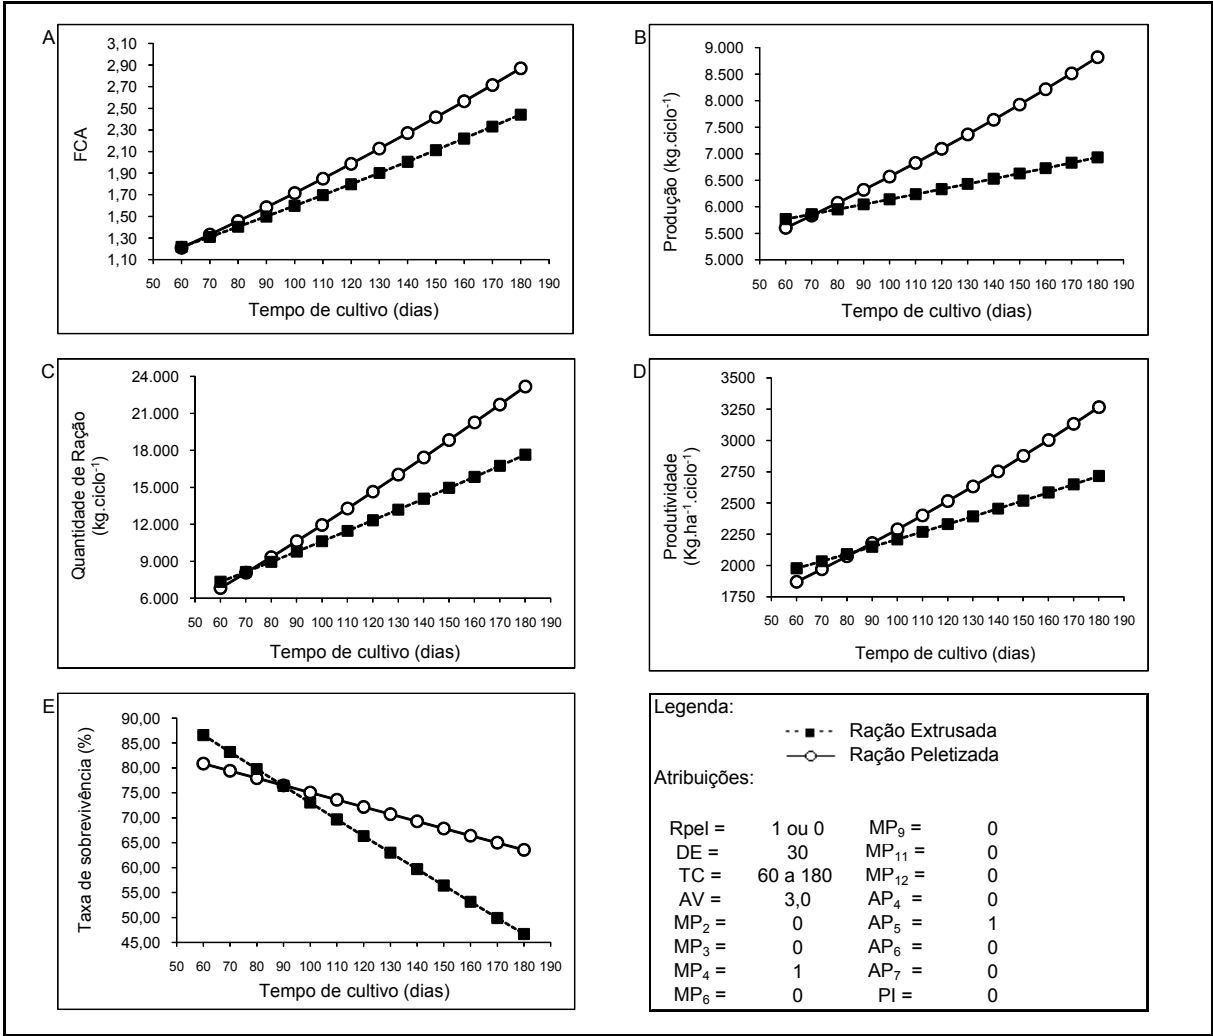 A
3,10
2,90
2,70
2,50
2,30
2,10
1,90
1,70
1,50
1,30
1,10
FCA
50 60 70 80 90 100 110 120 130 140 150 160 170 180 190
Tempo de cultivo (dias)
B
9.000
8.500
8.000
7.500
7.000
6.500
6.000
5.500
5.000
Produção (kg.ciclo⁻¹)
50 60 70 80 90 100 110 120 130 140 150 160 170 180 190
Tempo de cultivo (dias)
C
24.000
21.000
18.000
15.000
12.000
9.000
6.000
Quantidade de Ração
(kg.ciclo⁻¹)
50 60 70 80 90 100 110 120 130 140 150 160 170 180 190
Tempo de cultivo (dias)
D
3500
3250
3000
2750
2500
2250
2000
1750
Produtividade
(Kg.ha⁻¹.ciclo⁻¹)
50 60 70 80 90 100 110 120 130 140 150 160 170 180 190
Tempo de cultivo (dias)
E
90,00
85,00
80,00
75,00
70,00
65,00
60,00
55,00
50,00
45,00
Taxa de sobrevivência (%)
50 60 70 80 90 100 110 120 130 140 150 160 170 180 190
Tempo de cultivo (dias)
Legenda:
Ração Extrusada
Ração Peletizada
Atribuições:
Rpel = 1 ou 0 MP₉ = 0
DE = 30 MP₁₁ = 0
TC = 60 a 180 MP₁₂ = 0
AV = 3,0 AP₄ = 0
MP₂ = 0 AP₅ = 1
MP₃ = 0 AP₆ = 0
MP₄ = 1 AP₇ = 0
MP₆ = 0 PI = 0